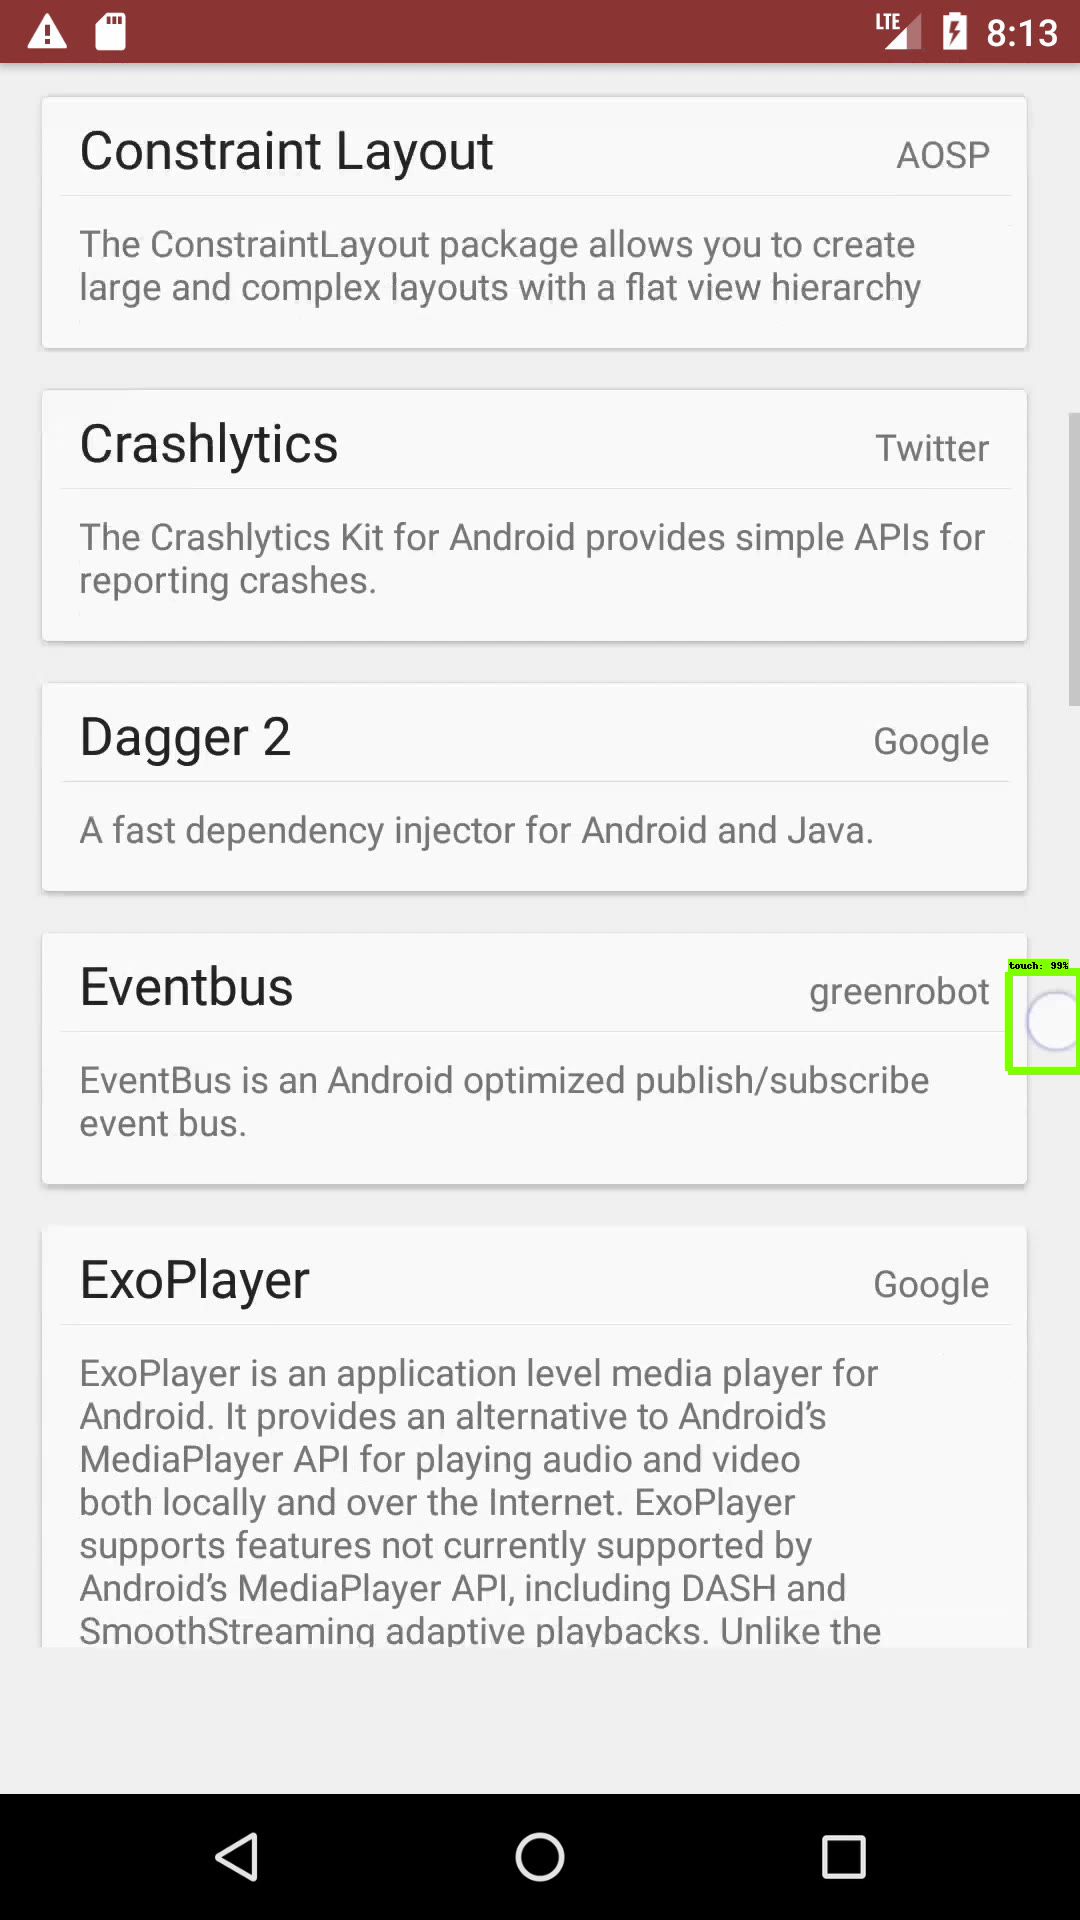 LTE 8:13
Constraint Layout AOSP
The ConstraintLayout package allows you to create
large and complex layouts with a flat view hierarchy
Crashlytics Twitter
The Crashlytics Kit for Android provides simple APIs for
reporting crashes.
Dagger 2 Google
A fast dependency injector for Android and Java.
touch: 99%
Eventbus greenrobot
EventBus is an Android optimized publish/subscribe
event bus.
ExoPlayer Google
ExoPlayer is an application level media player for
Android. It provides an alternative to Android’s
MediaPlayer API for playing audio and video
both locally and over the Internet. ExoPlayer
supports features not currently supported by
Android’s MediaPlayer API, including DASH and
SmoothStreaming adaptive playbacks. Unlike the